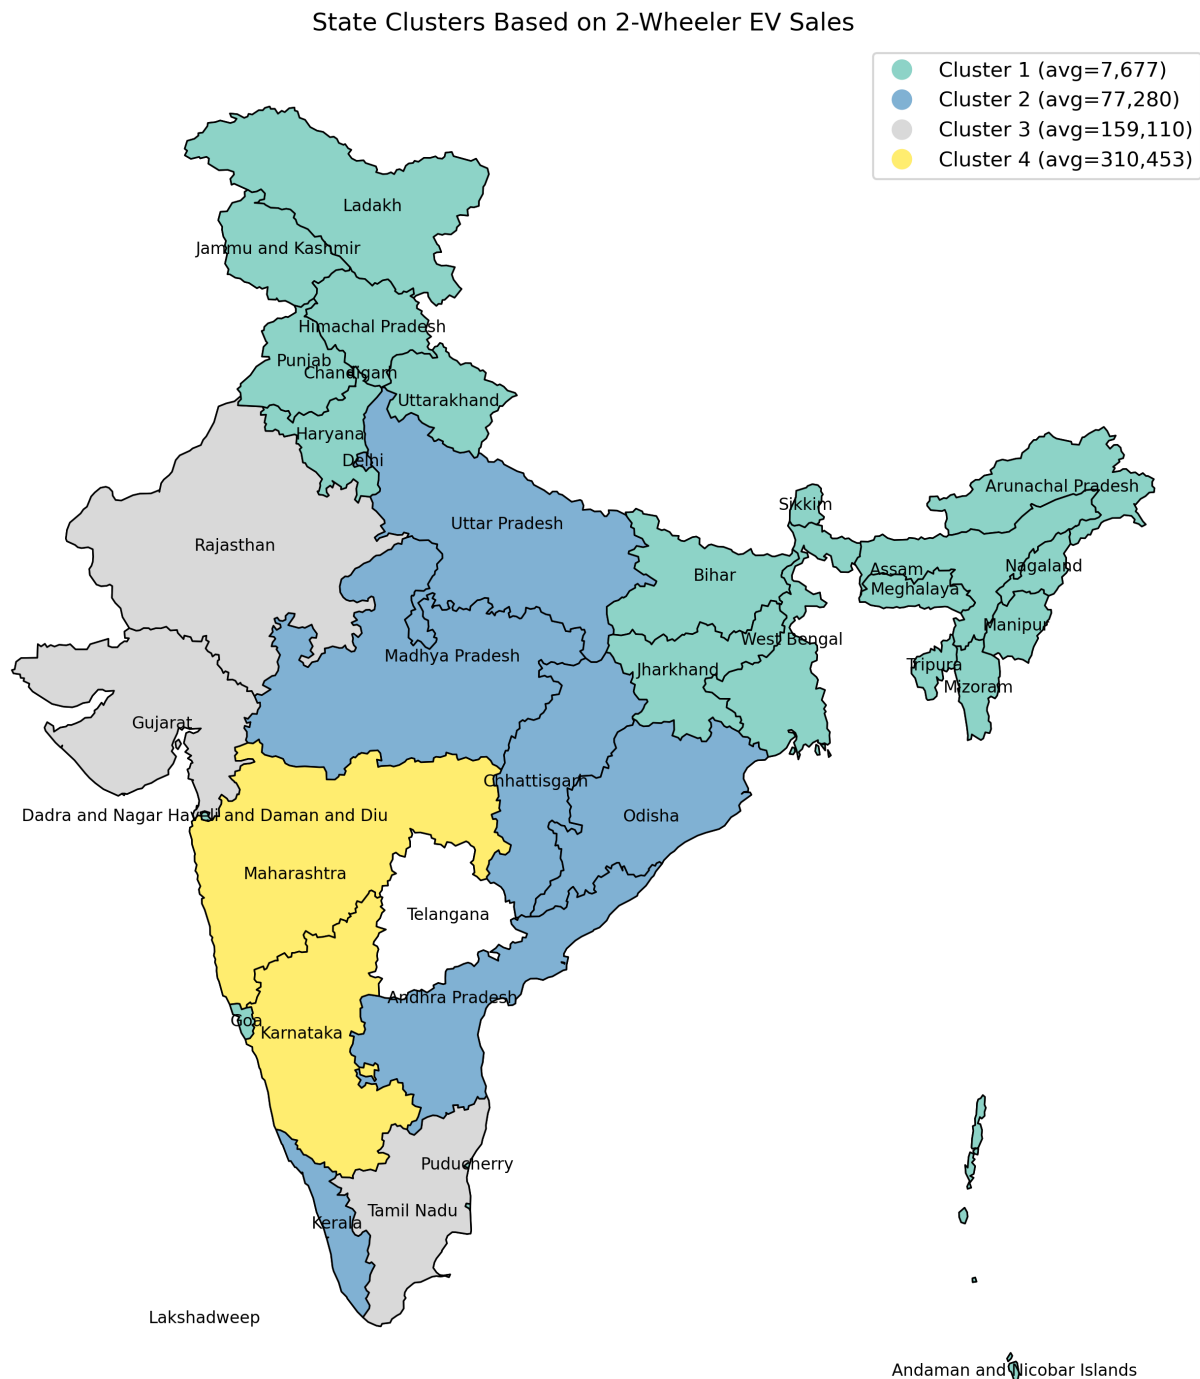 State Clusters Based on 2-Wheeler EV Sales
Cluster 1 (avg=7,677)
Cluster 2 (avg=77,280)
Cluster 3 (avg=159,110)
Cluster 4 (avg=310,453)
Ladakh
Jammu and Kashmir
Himachal Pradesh
Punjab
Chandigarh
Uttarakhand
Haryana
Delhi
Arunachal Pradesh
Sikkim
Uttar Pradesh
Rajasthan
Assam
Nagaland
Bihar
Meghalaya
Manipur
West Bengal
Madhya Pradesh
Tripura
Jharkhand
Mizoram
Gujarat
Chhattisgarh
Dadra and Nagar Haveli and Daman and Diu
Odisha
Maharashtra
Telangana
Andhra Pradesh
Goa
Karnataka
Puducherry
Tamil Nadu
Kerala
Lakshadweep
Andaman and Nicobar Islands